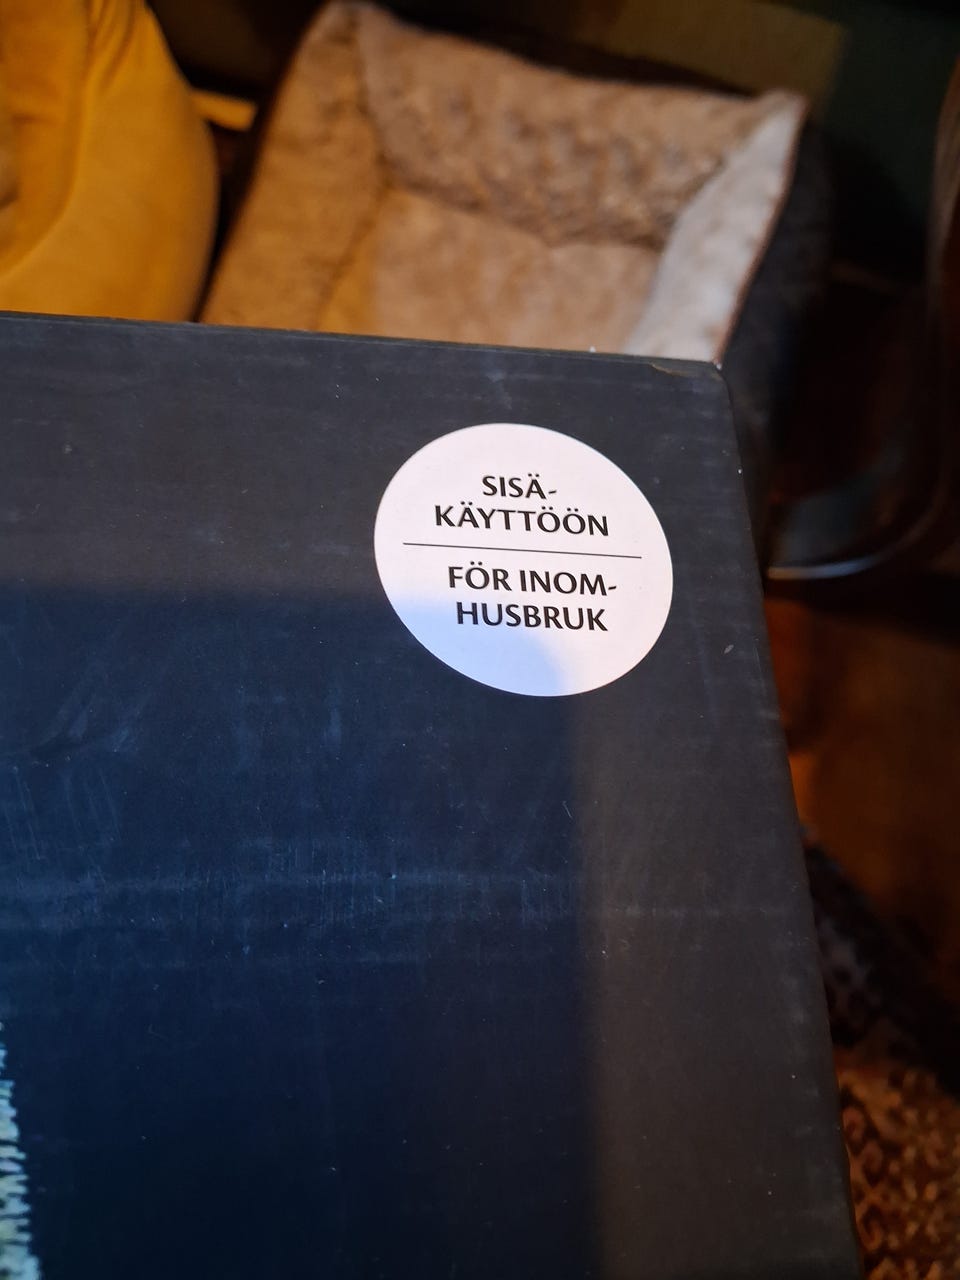 SISÄ-
KÄYTTÖÖN
FÖR INOM-
HUSBRUK